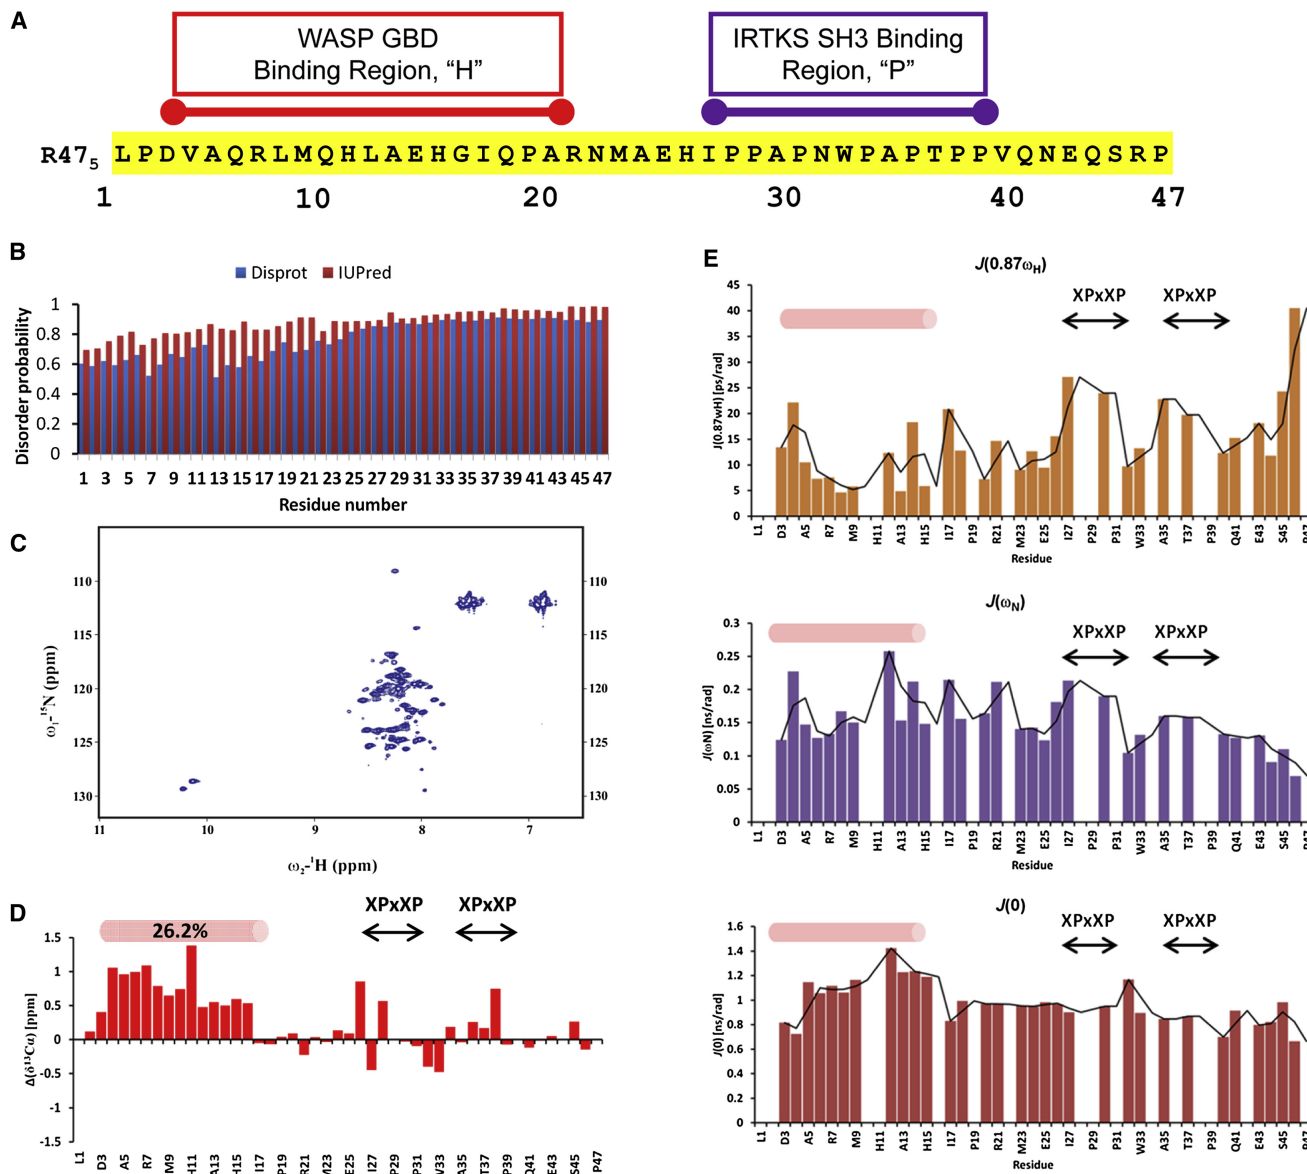 A
WASP GBD
Binding Region, “H”
IRTKS SH3 Binding
Region, “P”
R47₅ L P D V A Q R L M Q H L A E H G I Q P A R N M A E H I P P A P N W P A P T P P V Q N E Q S R P
1 10 20 30 40 47
B
Disprot IUPred
Disorder probability
1
0.8
0.6
0.4
0.2
0
1 3 5 7 9 11 13 15 17 19 21 23 25 27 29 31 33 35 37 39 41 43 45 47
Residue number
C
ω₁-¹⁵N (ppm)
110 110
115 115
120 120
125 125
130 130
11 10 9 8 7
ω₂-¹H (ppm)
D
26.2%
XPxXP XPxXP
Δ(δ¹³Cα) [ppm]
1.5
1
0.5
0
-0.5
-1
-1.5
L1 D3 A5 R7 M9 H11 A13 H15 I17 P19 R21 M23 E25 I27 P29 P31 W33 A35 T37 P39 Q41 E43 S45 P47
E
J(0.87ωH)
XPxXP XPxXP
J(0.87wH) [ps/rad]
45
40
35
30
25
20
15
10
5
0
L1 D3 A5 R7 M9 H11 A13 H15 I17 P19 R21 M23 E25 I27 P29 P31 W33 A35 T37 P39 Q41 E43 S45 P47
Residue
J(ωN)
XPxXP XPxXP
J(ωN) [ns/rad]
0.3
0.25
0.2
0.15
0.1
0.05
0
L1 D3 A5 R7 M9 H11 A13 H15 I17 P19 R21 M23 E25 I27 P29 P31 W33 A35 T37 P39 Q41 E43 S45 P47
Residue
J(0)
XPxXP XPxXP
J(0) [ns/rad]
1.6
1.4
1.2
1
0.8
0.6
0.4
0.2
0
L1 D3 A5 R7 M9 H11 A13 H15 I17 P19 R21 M23 E25 I27 P29 P31 W33 A35 T37 P39 Q41 E43 S45 P47
Residue